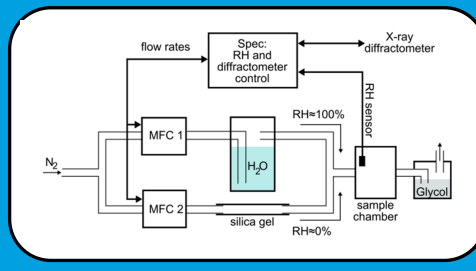 flow rates
Spec:
RH and
diffractometer
control
X-ray
diffractometer
RH sensor
MFC 1
H₂O
RH≈100%
N₂
MFC 2
silica gel
RH≈0%
sample
chamber
Glycol